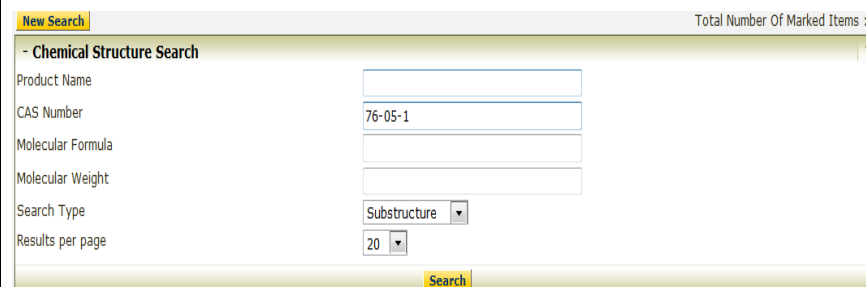 New Search Total Number Of Marked Items :
- Chemical Structure Search
Product Name
CAS Number 76-05-1
Molecular Formula
Molecular Weight
Search Type Substructure
Results per page 20
Search